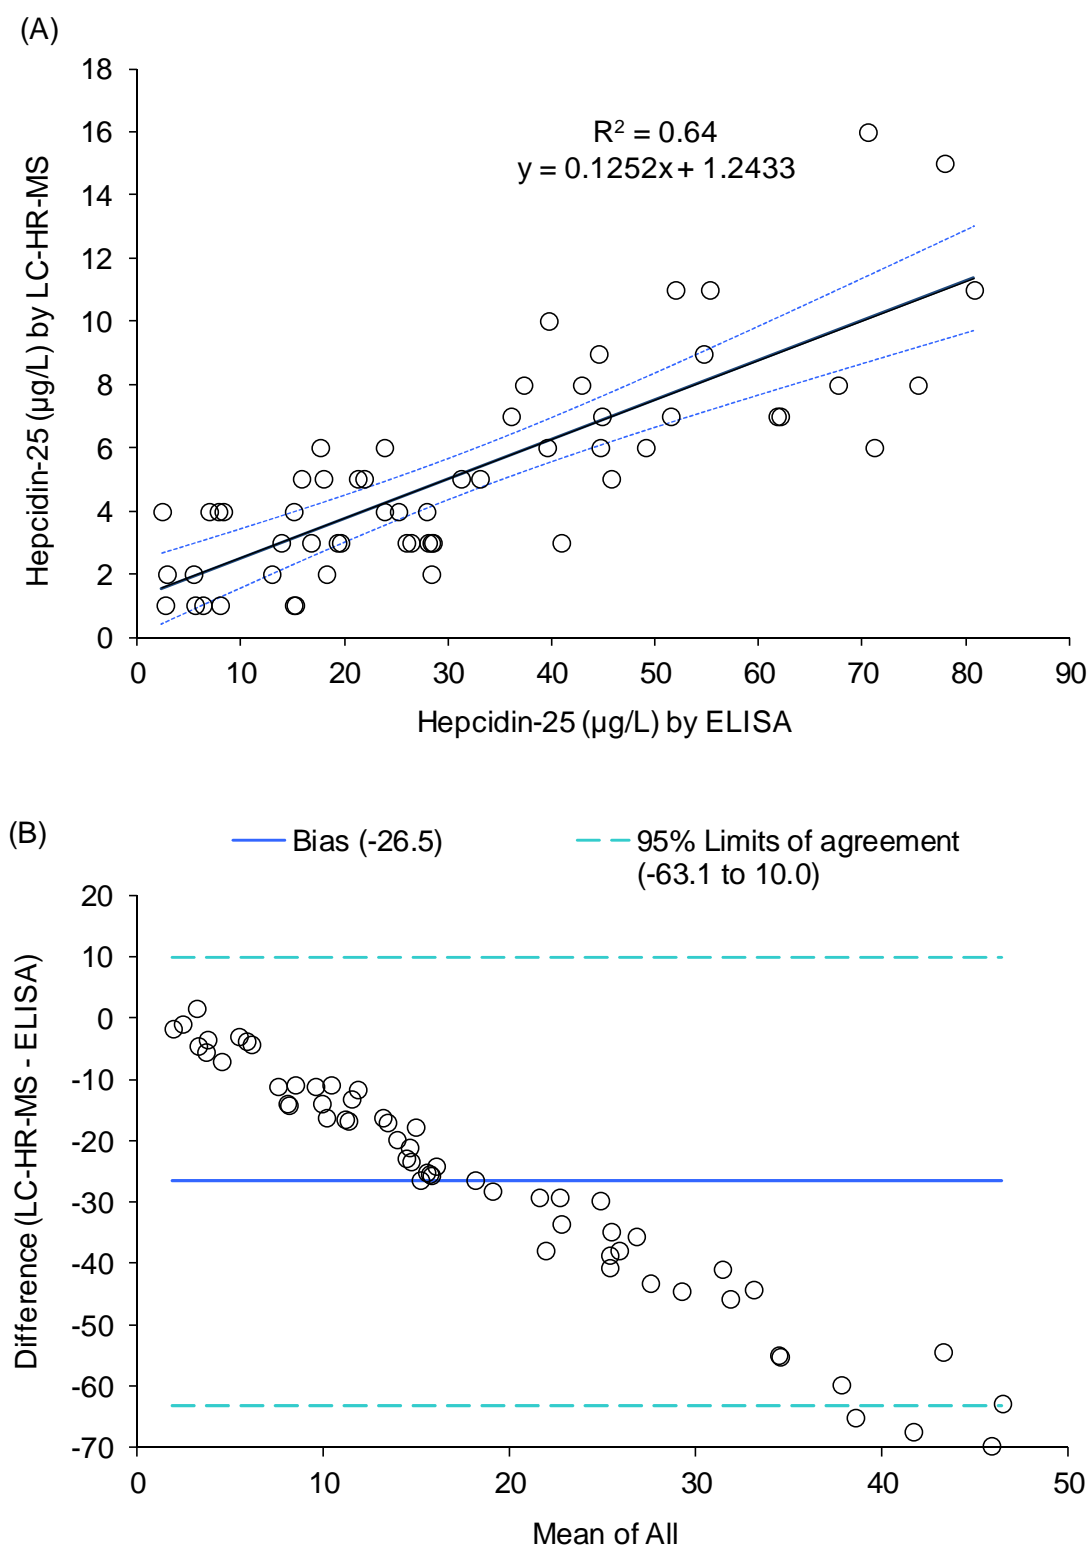 (A)
18
16
14
12
10
8
6
4
2
0
R² = 0.64
y = 0.1252x + 1.2433
Hepcidin-25 (µg/L) by LC-HR-MS
0 10 20 30 40 50 60 70 80 90
Hepcidin-25 (µg/L) by ELISA
(B)
Bias (-26.5)
95% Limits of agreement
(-63.1 to 10.0)
20
10
0
-10
-20
-30
-40
-50
-60
-70
Difference (LC-HR-MS - ELISA)
0 10 20 30 40 50
Mean of All